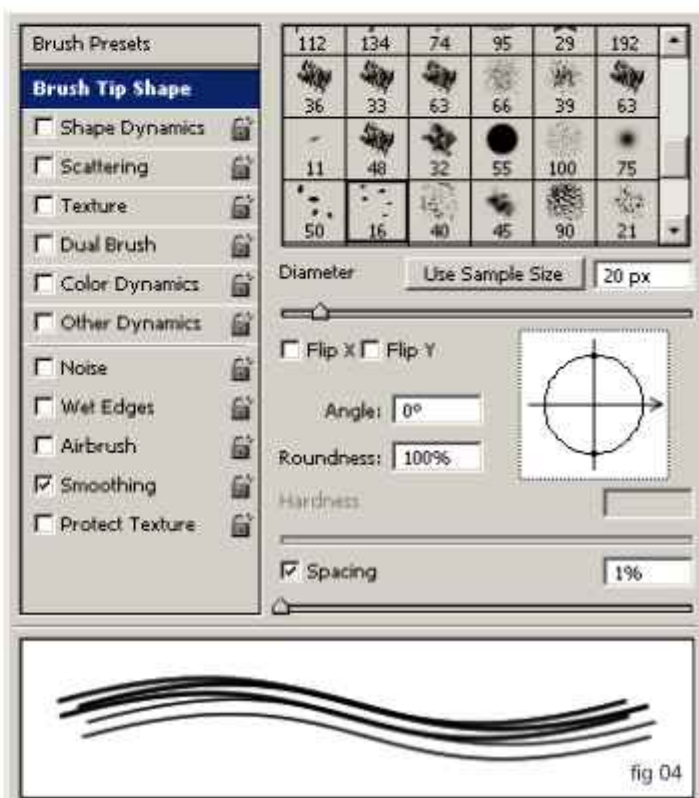 Brush Presets
Brush Tip Shape
Shape Dynamics
Scattering
Texture
Dual Brush
Color Dynamics
Other Dynamics
Noise
Wet Edges
Airbrush
Smoothing
Protect Texture
112 134 74 95 29 192
36 33 63 66 39 63
11 48 32 55 100 75
50 16 40 45 90 21
Diameter Use Sample Size 20 px
Flip X Flip Y
Angle: 0º
Roundness: 100%
Hardness
Spacing 1%
fig 04